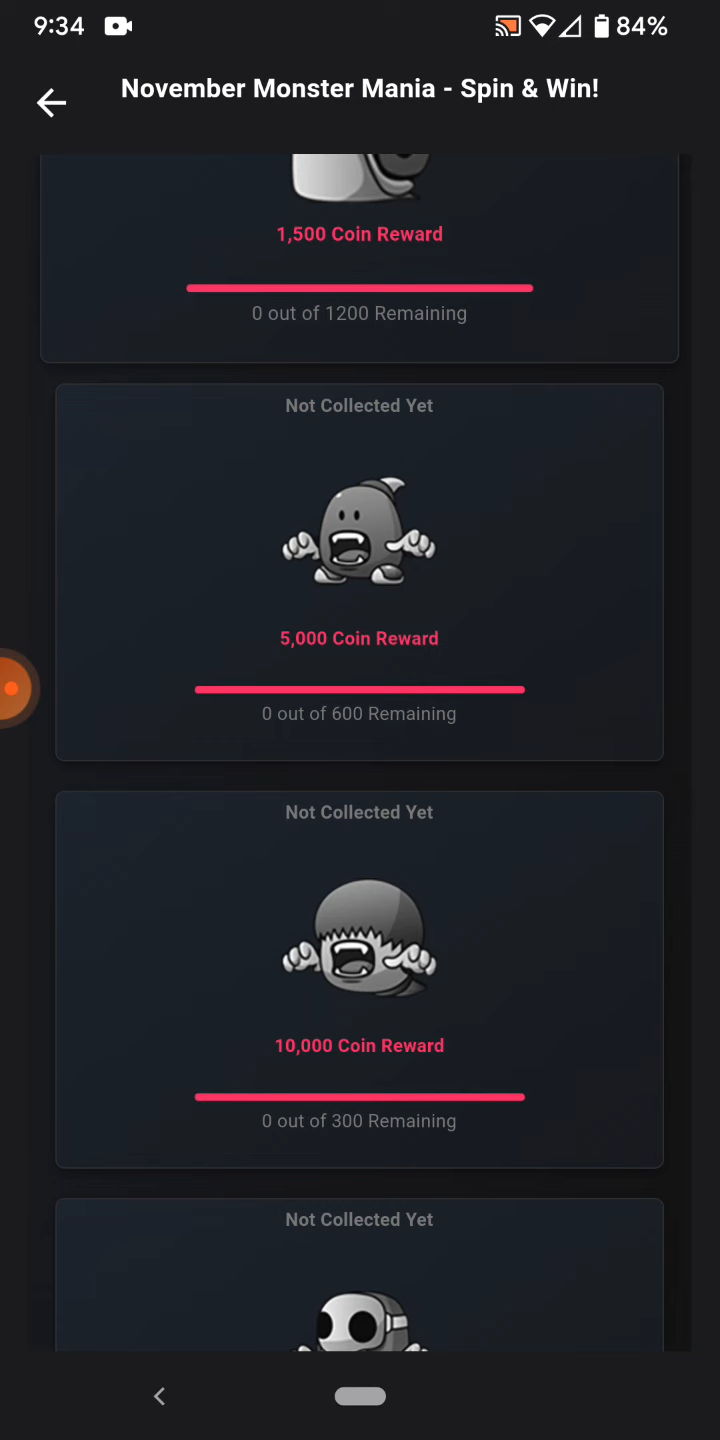 9:34
84%
November Monster Mania - Spin & Win!
1,500 Coin Reward
0 out of 1200 Remaining
Not Collected Yet
5,000 Coin Reward
0 out of 600 Remaining
Not Collected Yet
10,000 Coin Reward
0 out of 300 Remaining
Not Collected Yet